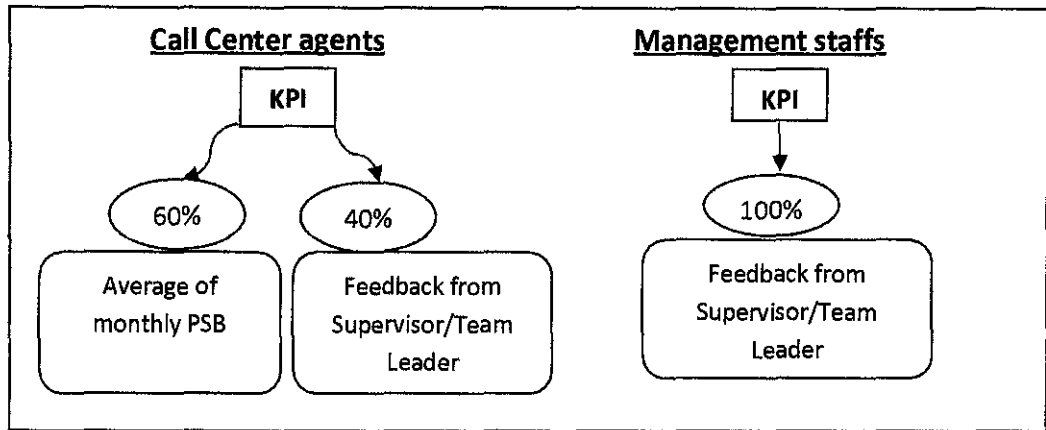 Call Center agents
KPI
60%
40%
Average of
monthly PSB
Feedback from
Supervisor/Team
Leader
Management staffs
KPI
100%
Feedback from
Supervisor/Team
Leader